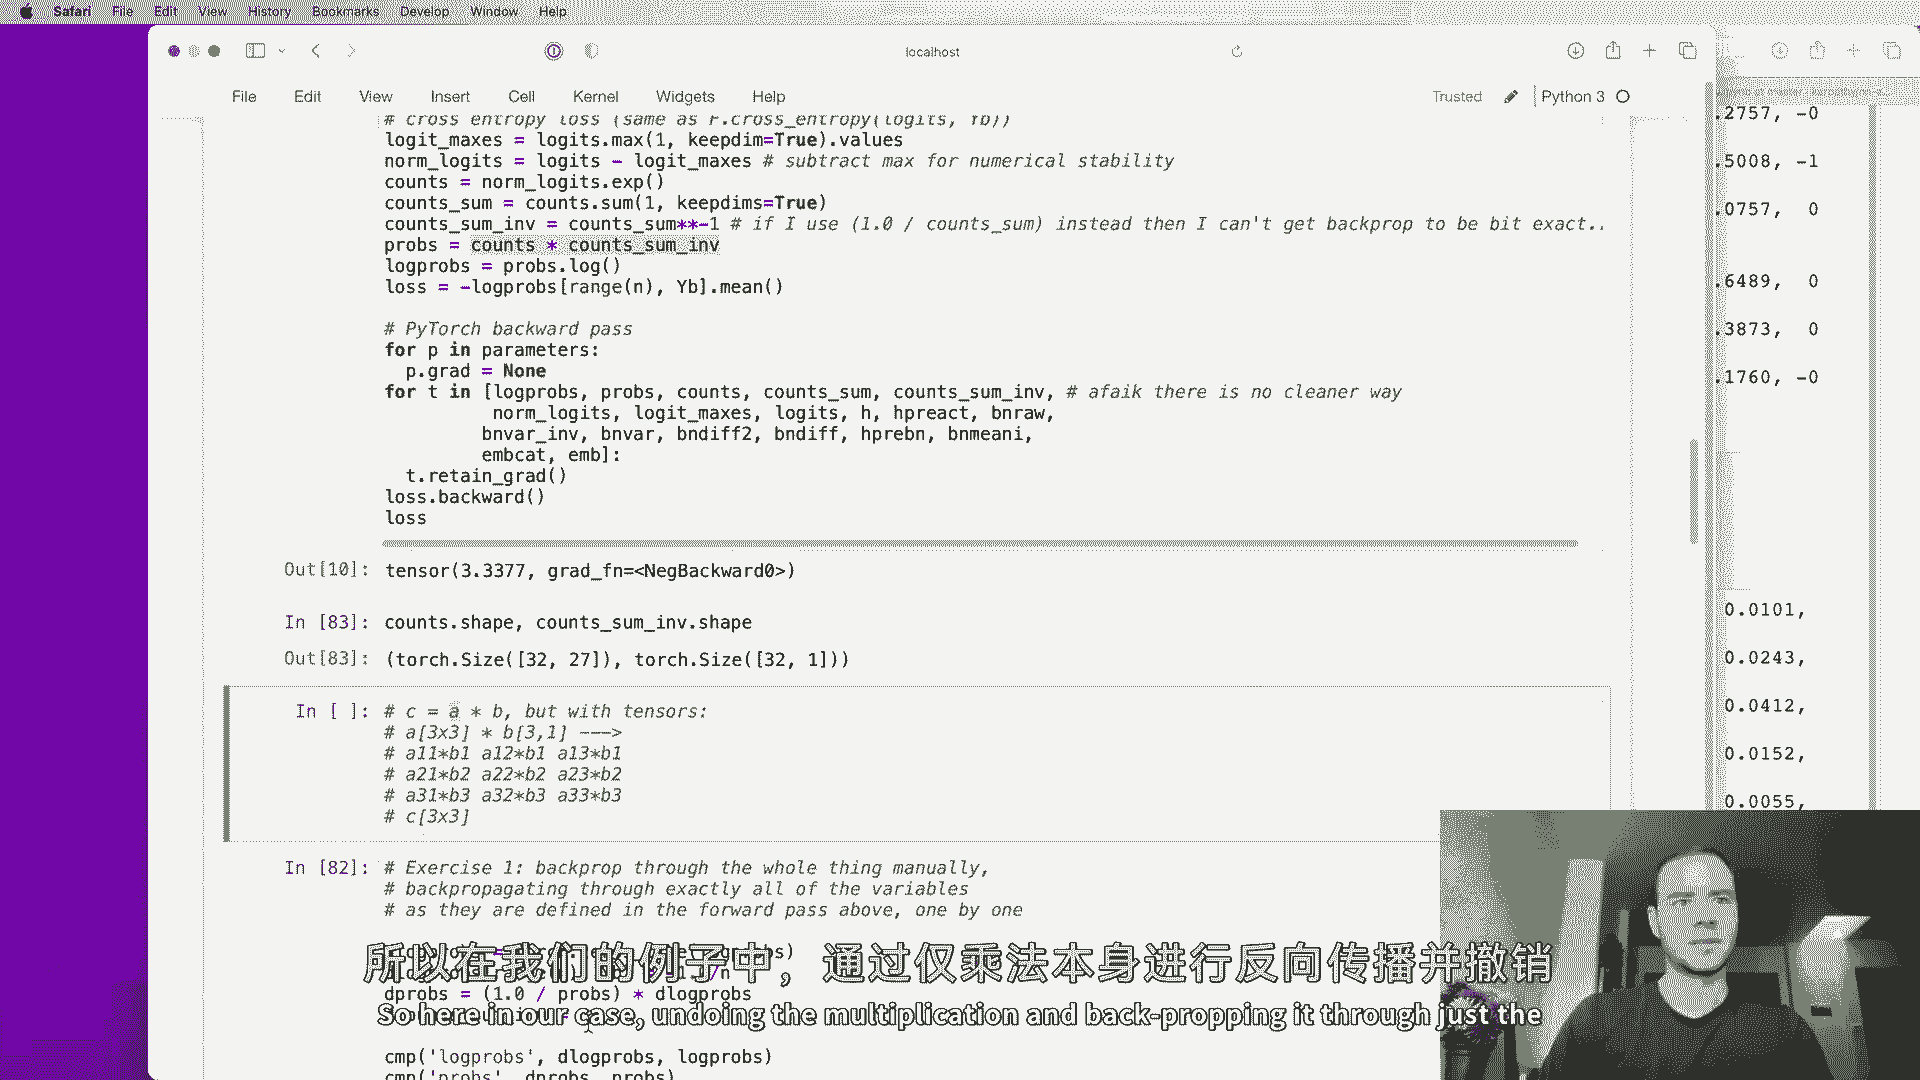 Safari File Edit View History Bookmarks Develop Window Help
localhost
File Edit View Insert Cell Kernel Widgets Help Trusted Python 3
# cross entropy loss (same as F.cross_entropy(logits, Yb))
logit_maxes = logits.max(1, keepdim=True).values
norm_logits = logits - logit_maxes # subtract max for numerical stability
counts = norm_logits.exp()
counts_sum = counts.sum(1, keepdims=True)
counts_sum_inv = counts_sum**-1 # if I use (1.0 / counts_sum) instead then I can't get backprop to be bit exact..
probs = counts * counts_sum_inv
logprobs = probs.log()
loss = -logprobs[range(n), Yb].mean()
# PyTorch backward pass
for p in parameters:
p.grad = None
for t in [logprobs, probs, counts, counts_sum, counts_sum_inv, # afaik there is no cleaner way
norm_logits, logit_maxes, logits, h, hpreact, bnraw,
bnvar_inv, bnvar, bndiff2, bndiff, hprebn, bnmeani,
embcat, emb]:
t.retain_grad()
loss.backward()
loss
Out[10]: tensor(3.3377, grad_fn=<NegBackward0>)
In [83]: counts.shape, counts_sum_inv.shape
Out[83]: (torch.Size([32, 27]), torch.Size([32, 1]))
In [ ]: # c = a * b, but with tensors:
# a[3x3] * b[3,1] --->
# a11*b1 a12*b1 a13*b1
# a21*b2 a22*b2 a23*b2
# a31*b3 a32*b3 a33*b3
# c[3x3]
In [82]: # Exercise 1: backprop through the whole thing manually,
# backpropagating through exactly all of the variables
# as they are defined in the forward pass above, one by one
dprobs = (1.0 / probs) * dlogprobs
cmp('logprobs', dlogprobs, logprobs)
cmp('probs', dprobs, probs)
.2757, -0
.5008, -1
.0757, 0
.6489, 0
.3873, 0
.1760, -0
0.0101,
0.0243,
0.0412,
0.0152,
0.0055,
所以在我们的例子中，通过仅乘法本身进行反向传播并撤销
So here in our case, undoing the multiplication and back-propping it through just the